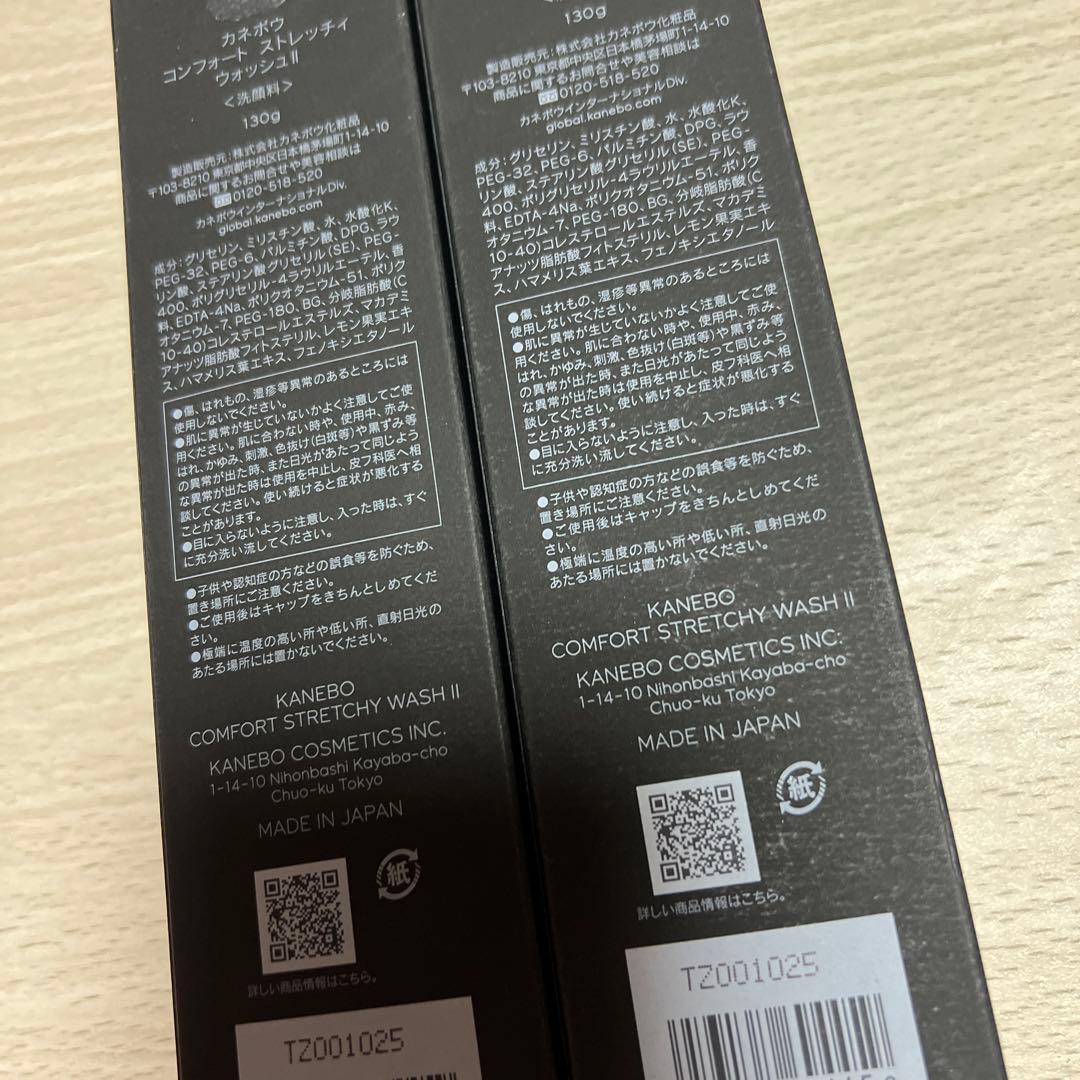 カネボウ
コンフォート ストレッチィ
ウォッシュⅡ
<洗顔料>
130g
製造販売元:株式会社カネボウ化粧品
〒103-8210 東京都中央区日本橋茅場町1-14-10
商品に関するお問合せや美容相談は
0120-518-520
カネボウインターナショナルDiv.
global.kanebo.com
成分:グリセリン、ミリスチン酸、水、水酸化K、
PEG-32、PEG-6、パルミチン酸、DPG、ラウ
リン酸、ステアリン酸グリセリル(SE)、PEG-
400、ポリグリセリル-4ラウリルエーテル、香
料、EDTA-4Na、ポリクオタニウム-51、ポリク
オタニウム-7、PEG-180、BG、分岐脂肪酸(C
10-40)コレステロールエステルズ、マカデミ
アナッツ脂肪酸フィトステリル、レモン果実エキ
ス、ハマメリス葉エキス、フェノキシエタノール
●傷、はれもの、湿疹等異常のあるところには
使用しないでください。
●肌に異常が生じていないかよく注意してご使
用ください。肌に合わない時や、使用中、赤み、
はれ、かゆみ、刺激、色抜け(白斑等)や黒ずみ等
の異常が出た時、また日光があたって同じよう
な異常が出た時は使用を中止し、皮フ科医へ相
談してください。使い続けると症状が悪化する
ことがあります。
●目に入らないように注意し、入った時は、すぐ
に充分洗い流してください。
●子供や認知症の方などの誤食等を防ぐため、
置き場所にご注意ください。
●ご使用後はキャップをきちんとしめてくだ
さい。
●極端に温度の高い所や低い所、直射日光の
あたる場所には置かないでください。
KANEBO
COMFORT STRETCHY WASH II
KANEBO COSMETICS INC.
1-14-10 Nihonbashi Kayaba-cho
Chuo-ku Tokyo
MADE IN JAPAN
紙
詳しい商品情報はこちら。
TZ001025
130g
製造販売元:株式会社カネボウ化粧品
〒103-8210 東京都中央区日本橋茅場町1-14-10
商品に関するお問合せや美容相談は
0120-518-520
カネボウインターナショナルDiv.
global.kanebo.com
成分:グリセリン、ミリスチン酸、水、水酸化K、
PEG-32、PEG-6、パルミチン酸、DPG、ラウ
リン酸、ステアリン酸グリセリル(SE)、PEG-
400、ポリグリセリル-4ラウリルエーテル、香
料、EDTA-4Na、ポリクオタニウム-51、ポリク
オタニウム-7、PEG-180、BG、分岐脂肪酸(C
10-40)コレステロールエステルズ、マカデミ
アナッツ脂肪酸フィトステリル、レモン果実エキ
ス、ハマメリス葉エキス、フェノキシエタノール
●傷、はれもの、湿疹等異常のあるところには
使用しないでください。
●肌に異常が生じていないかよく注意してご使
用ください。肌に合わない時や、使用中、赤み、
はれ、かゆみ、刺激、色抜け(白斑等)や黒ずみ等
の異常が出た時、また日光があたって同じよう
な異常が出た時は使用を中止し、皮フ科医へ相
談してください。使い続けると症状が悪化する
ことがあります。
●目に入らないように注意し、入った時は、すぐ
に充分洗い流してください。
●子供や認知症の方などの誤食等を防ぐため、
置き場所にご注意ください。
●ご使用後はキャップをきちんとしめてくだ
さい。
●極端に温度の高い所や低い所、直射日光の
あたる場所には置かないでください。
KANEBO
COMFORT STRETCHY WASH II
KANEBO COSMETICS INC.
1-14-10 Nihonbashi Kayaba-cho
Chuo-ku Tokyo
MADE IN JAPAN
紙
詳しい商品情報はこちら。
TZ001025